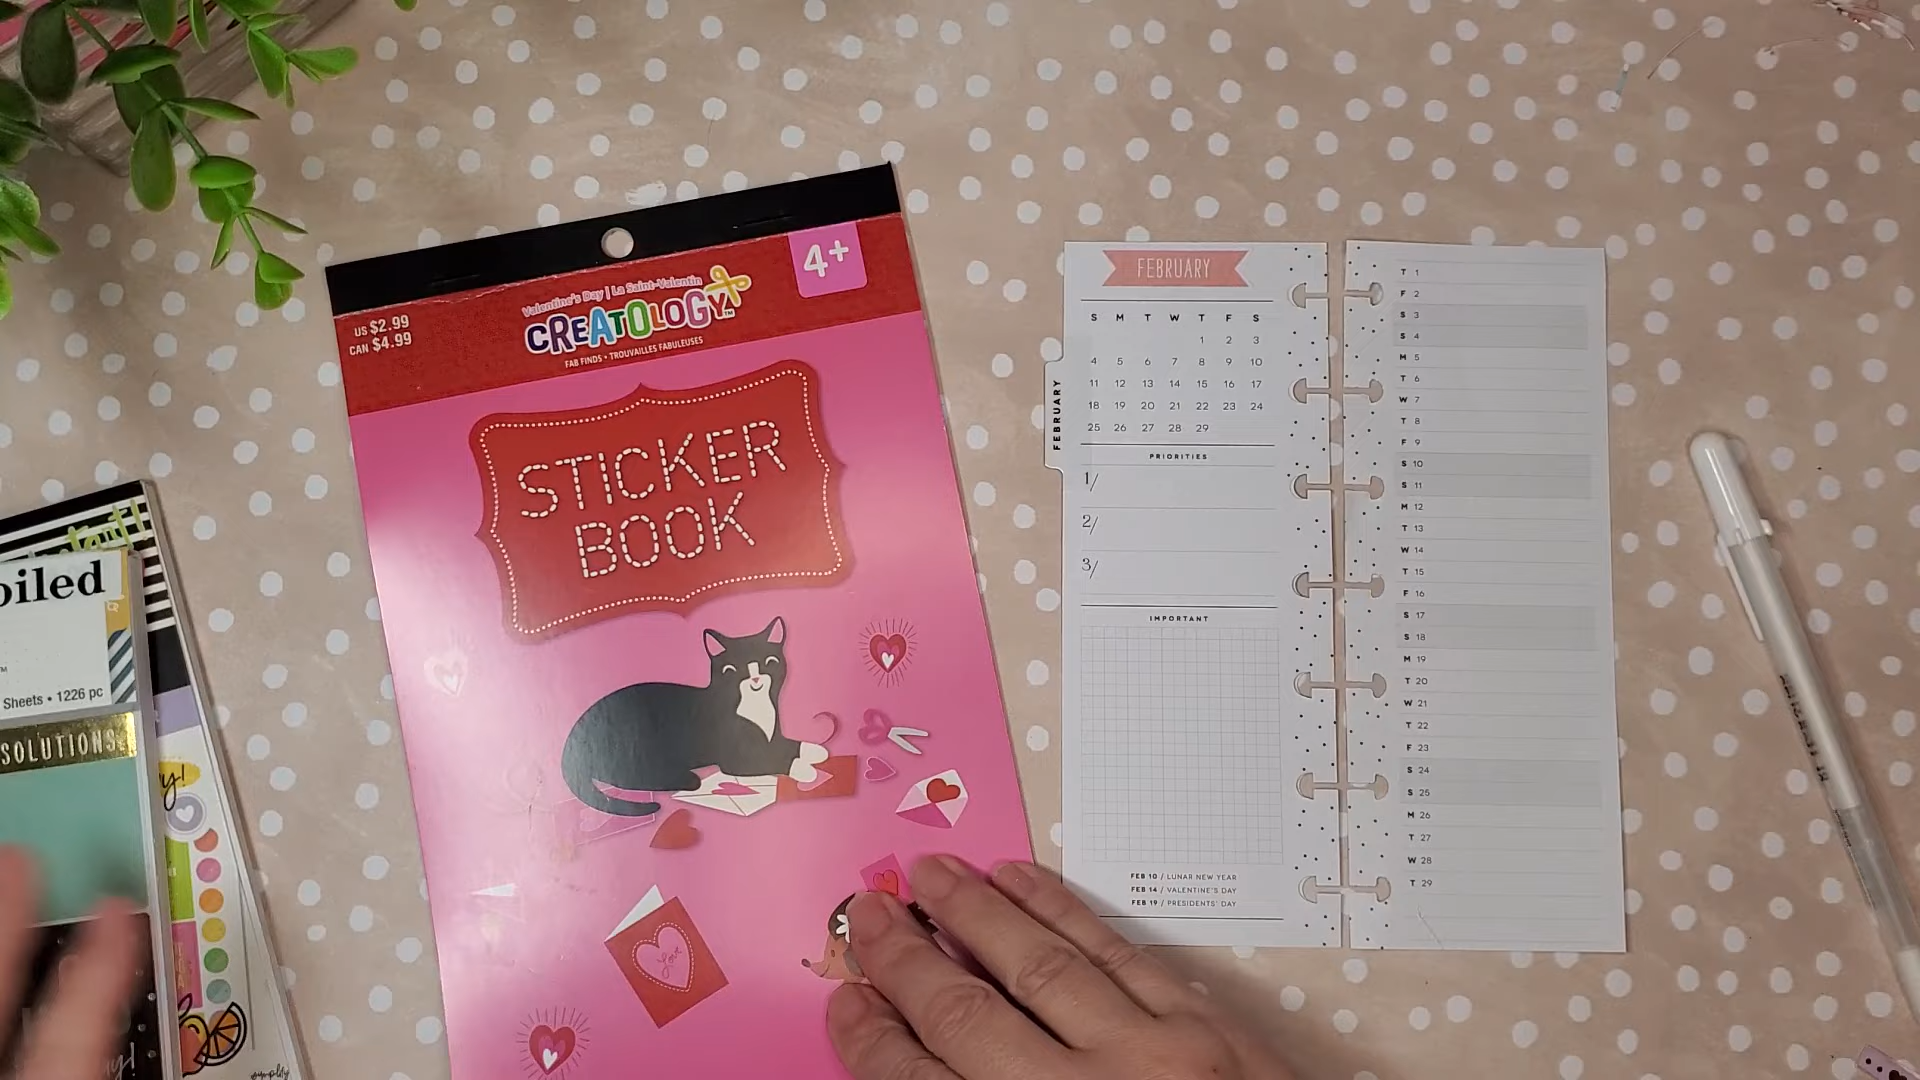 4+
US $2.99
CAN $4.99
Valentine's Day | La Saint-Valentin
CREATOLOGY™
FAB FINDS • TROUVAILLES FABULEUSES
STICKER
BOOK
Love
oiled
™
Sheets • 1226 pc
SOLUTIONS
y!
simplify
FEBRUARY
FEBRUARY
S M T W T F S
1 2 3
4 5 6 7 8 9 10
11 12 13 14 15 16 17
18 19 20 21 22 23 24
25 26 27 28 29
PRIORITIES
1/
2/
3/
IMPORTANT
FEB 10 / LUNAR NEW YEAR
FEB 14 / VALENTINE'S DAY
FEB 19 / PRESIDENTS' DAY
T 1
F 2
S 3
S 4
M 5
T 6
W 7
T 8
F 9
S 10
S 11
M 12
T 13
W 14
T 15
F 16
S 17
S 18
M 19
T 20
W 21
T 22
F 23
S 24
S 25
M 26
T 27
W 28
T 29